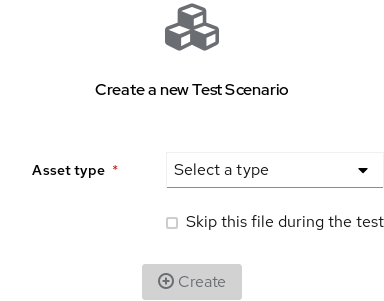 Create a new Test Scenario
Asset type *
Select a type
Skip this file during the test
Create